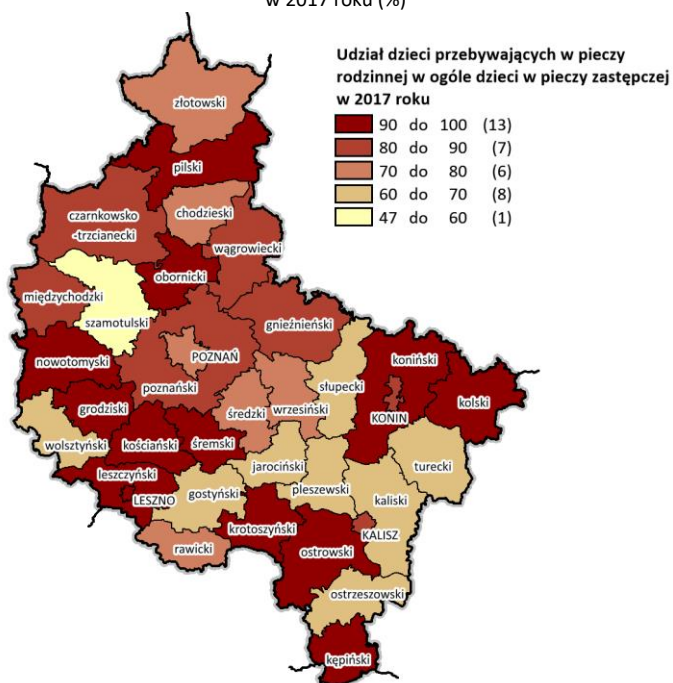 w 2017 roku (%)
Udział dzieci przebywających w pieczy
rodzinnej w ogóle dzieci w pieczy zastępczej
w 2017 roku
90 do 100 (13)
80 do 90 (7)
70 do 80 (6)
60 do 70 (8)
47 do 60 (1)
złotowski
pilski
czarnkowsko
-trzcianecki
chodzieski
wągrowiecki
obornicki
międzychodzki
szamotulski
gnieźnieński
nowotomyski
POZNAŃ
poznański
słupecki
koniński
grodziski
średzki
wrzesiński
KONIN
kolski
wolsztyński
kościański
śremski
jarociński
turecki
leszczyński
LESZNO
gostyński
pleszewski
kaliski
krotoszyński
KALISZ
rawicki
ostrowski
ostrzeszowski
kępiński